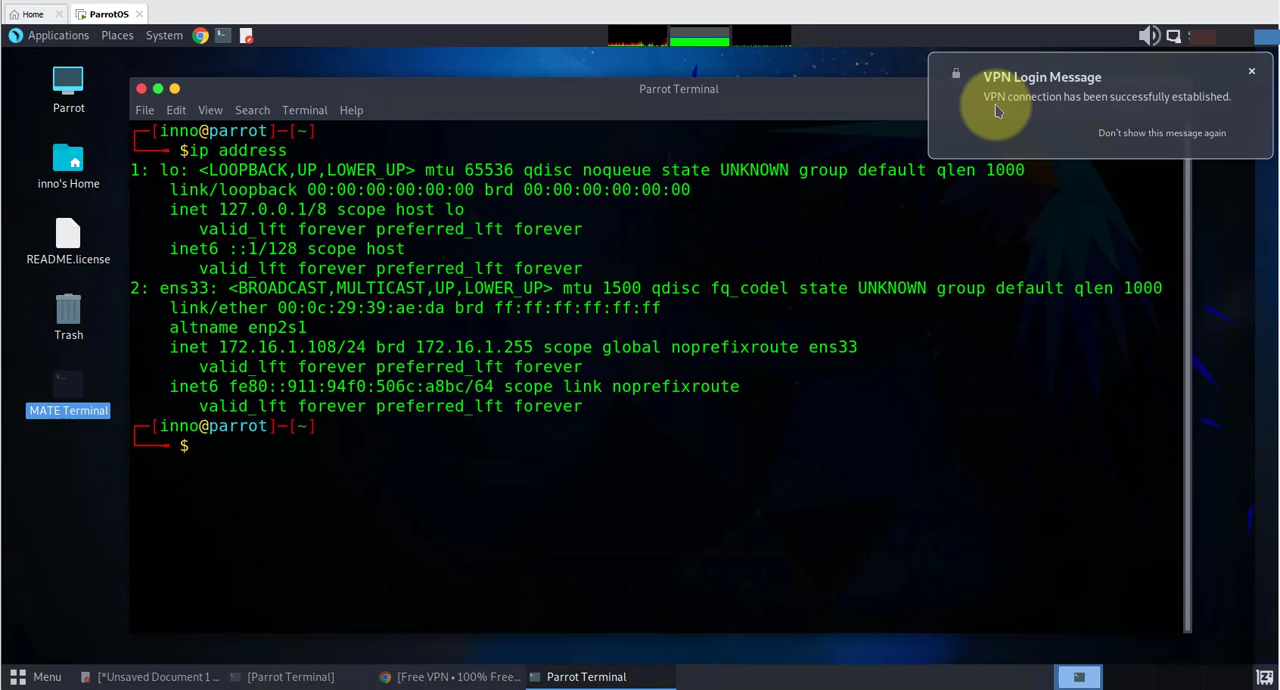 Home
ParrotOS
Applications Places System
VPN Login Message
VPN connection has been successfully established.
Don't show this message again
Parrot
inno's Home
README.license
Trash
MATE Terminal
Parrot Terminal
File Edit View Search Terminal Help
┌─[inno@parrot]─[~]
└──╼ $ip address
1: lo: <LOOPBACK,UP,LOWER_UP> mtu 65536 qdisc noqueue state UNKNOWN group default qlen 1000
link/loopback 00:00:00:00:00:00 brd 00:00:00:00:00:00
inet 127.0.0.1/8 scope host lo
valid_lft forever preferred_lft forever
inet6 ::1/128 scope host
valid_lft forever preferred_lft forever
2: ens33: <BROADCAST,MULTICAST,UP,LOWER_UP> mtu 1500 qdisc fq_codel state UNKNOWN group default qlen 1000
link/ether 00:0c:29:39:ae:da brd ff:ff:ff:ff:ff:ff
altname enp2s1
inet 172.16.1.108/24 brd 172.16.1.255 scope global noprefixroute ens33
valid_lft forever preferred_lft forever
inet6 fe80::911:94f0:506c:a8bc/64 scope link noprefixroute
valid_lft forever preferred_lft forever
┌─[inno@parrot]─[~]
└──╼ $
Menu [*Unsaved Document 1 ... [Parrot Terminal] [Free VPN • 100% Free... Parrot Terminal